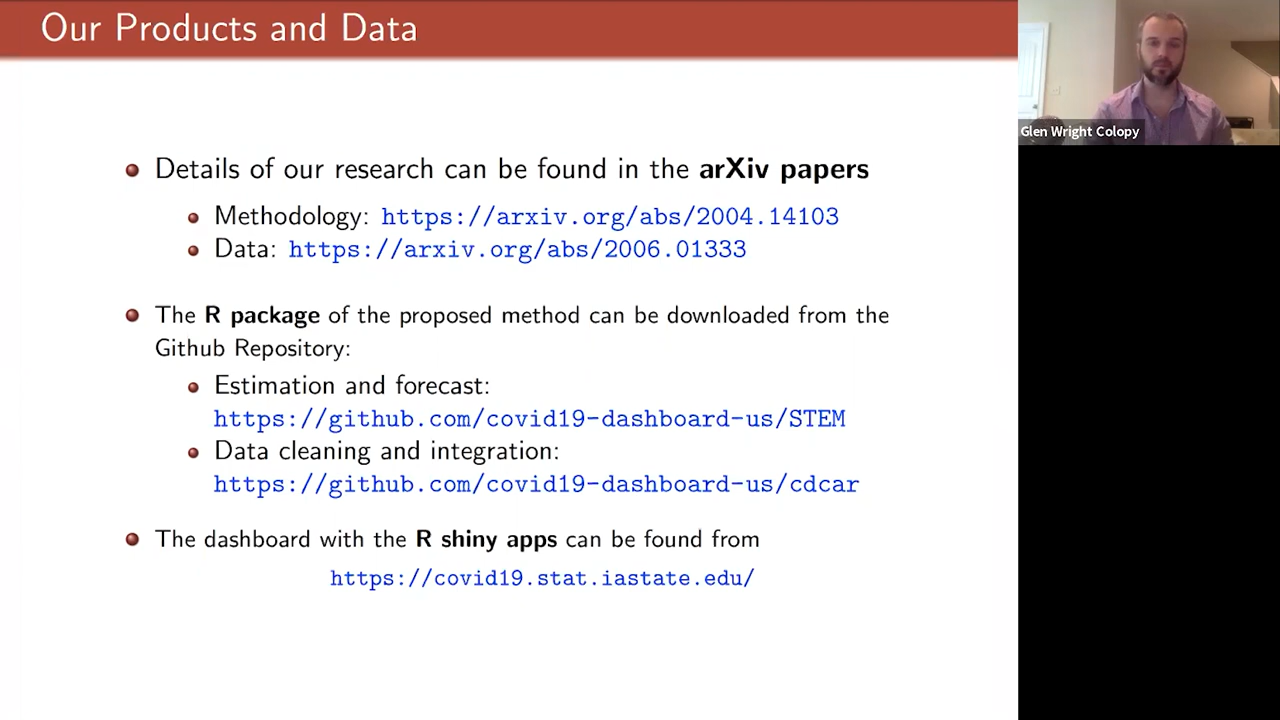 Our Products and Data
Glen Wright Colopy
Details of our research can be found in the arXiv papers
Methodology: https://arxiv.org/abs/2004.14103
Data: https://arxiv.org/abs/2006.01333
The R package of the proposed method can be downloaded from the
Github Repository:
Estimation and forecast:
https://github.com/covid19-dashboard-us/STEM
Data cleaning and integration:
https://github.com/covid19-dashboard-us/cdcar
The dashboard with the R shiny apps can be found from
https://covid19.stat.iastate.edu/